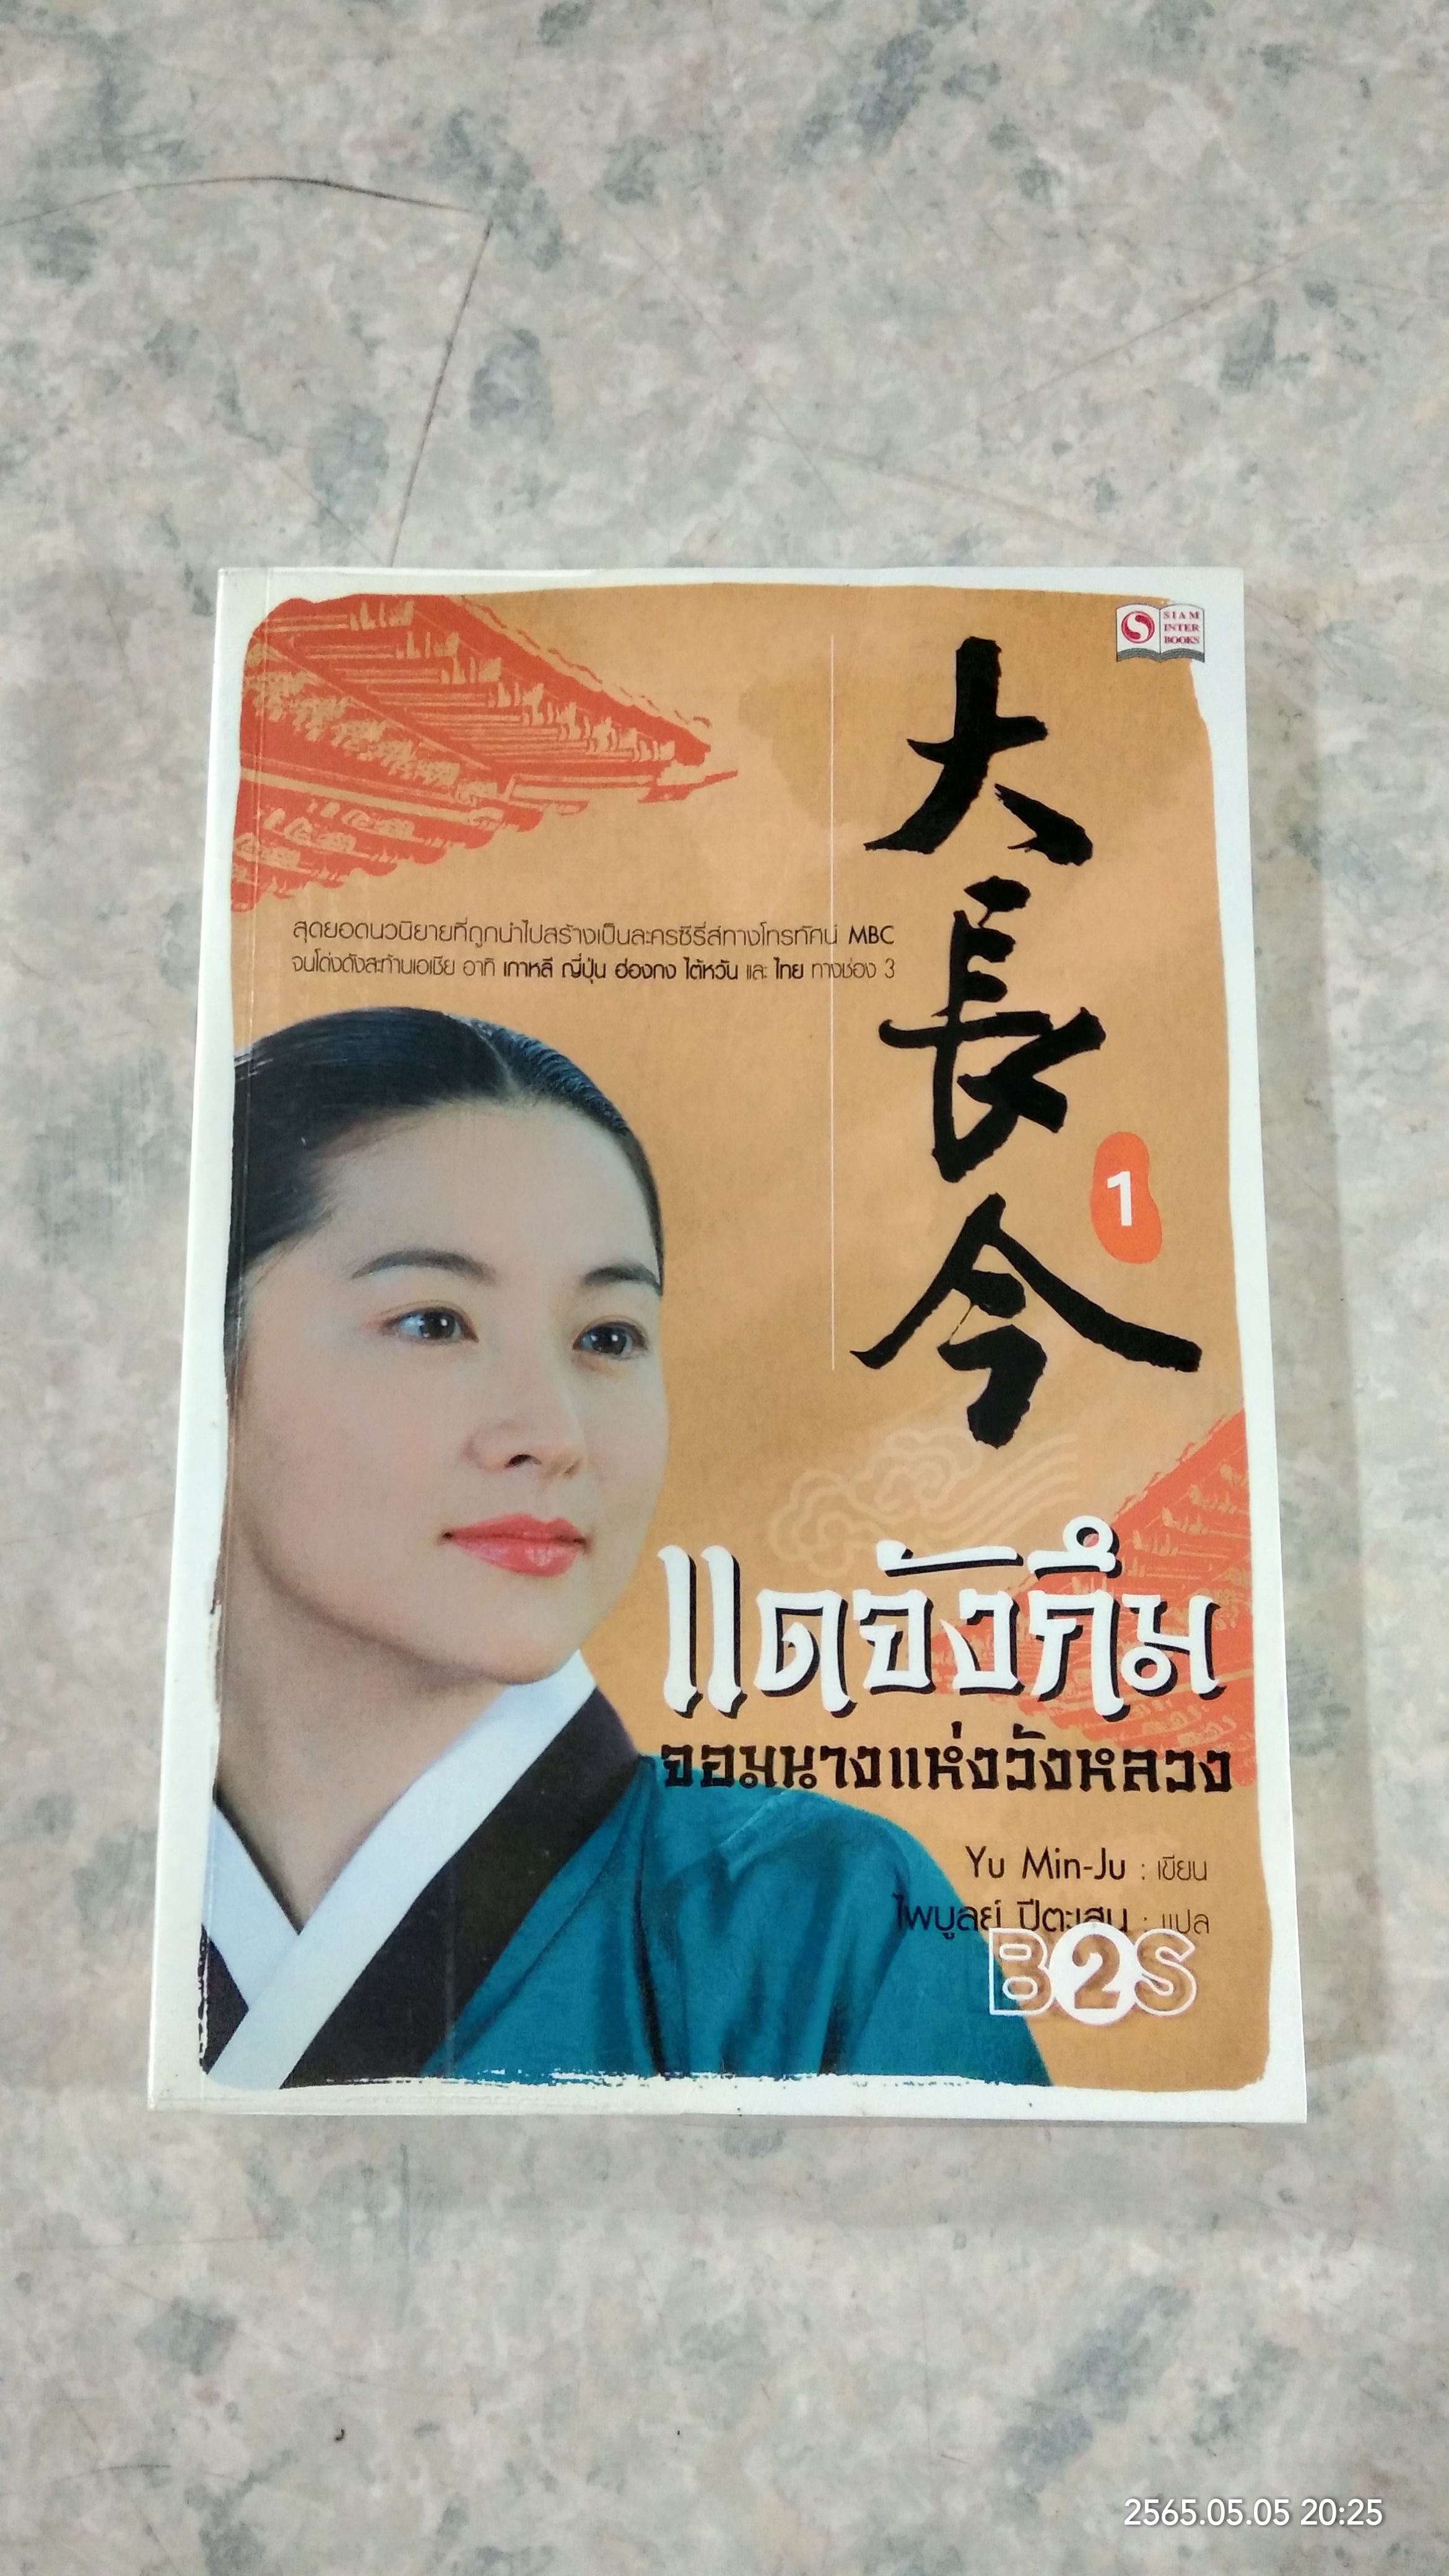 SIAM
INTER
BOOKS
大長今
1
สุดยอดนวนิยายที่ถูกนำไปสร้างเป็นละครซีรี่ส์ทางโทรทัศน์ MBC
จนโด่งดังสะท้านเอเชีย อาทิ เกาหลี ญี่ปุ่น ฮ่องกง ไต้หวัน และ ไทย ทางช่อง 3
แดจังกึม
จอมนางแห่งวังหลวง
Yu Min-Ju : เขียน
ไพบูลย์ ปีตะเสน : แปล
B2S
2565.05.05 20:25